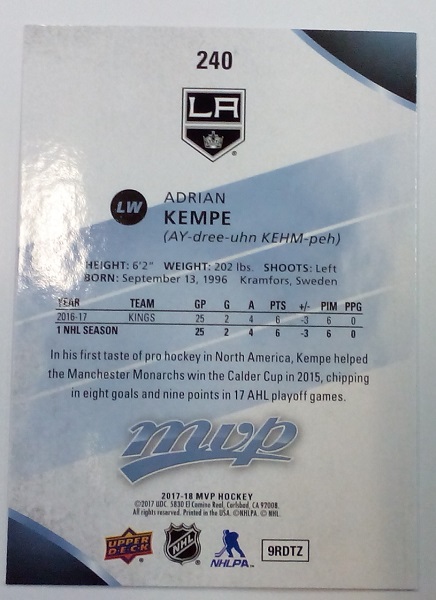 240
LA
LW
ADRIAN
KEMPE
(AY-dree-uhn KEHM-peh)
HEIGHT: 6'2" WEIGHT: 202 lbs. SHOOTS: Left
BORN: September 13, 1996 Kramfors, Sweden
YEAR TEAM GP G A PTS +/- PIM PPG
2016-17 KINGS 25 2 4 6 -3 6 0
1 NHL SEASON 25 2 4 6 -3 6 0
In his first taste of pro hockey in North America, Kempe helped
the Manchester Monarchs win the Calder Cup in 2015, chipping
in eight goals and nine points in 17 AHL playoff games.
mvp
2017-18 MVP HOCKEY
©2017 UDC. 5830 El Camino Real, Carlsbad, CA 92008.
All rights reserved. Printed in the USA. ©NHLPA. © NHL.
UPPER DECK
NHL
NHLPA
9RDTZ